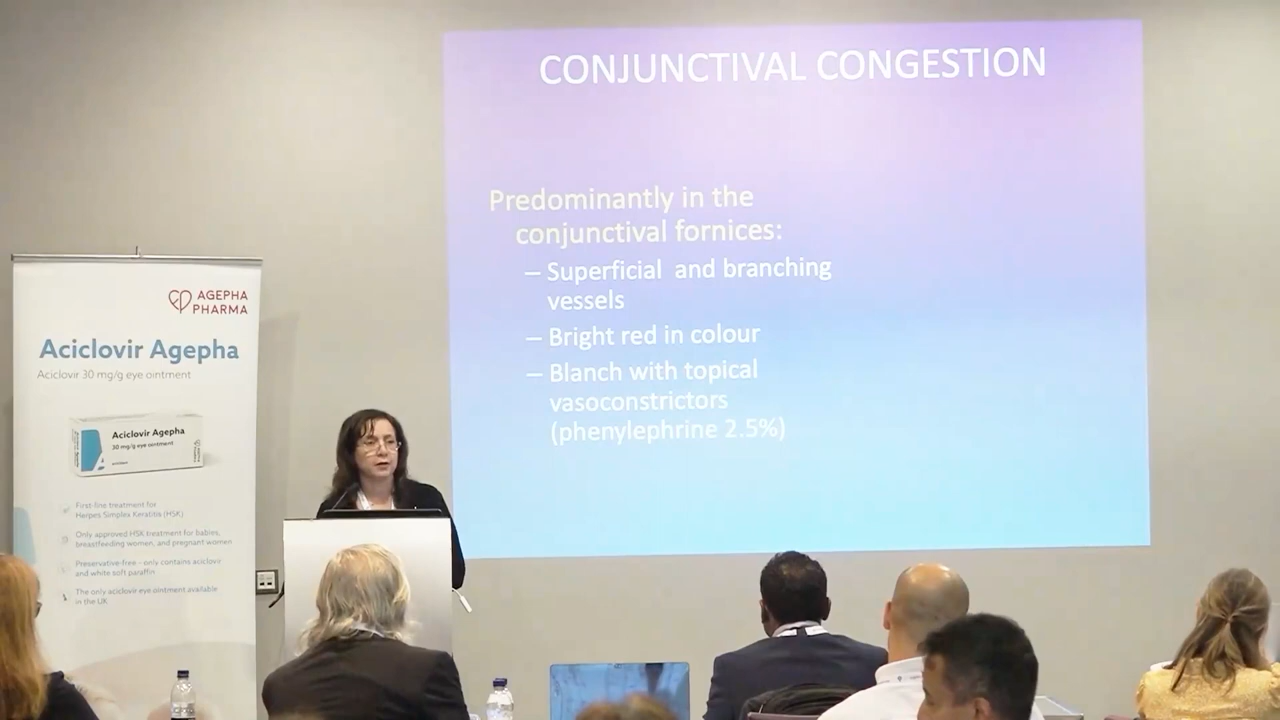 CONJUNCTIVAL CONGESTION
Predominantly in the
conjunctival fornices:
– Superficial and branching
vessels
– Bright red in colour
– Blanch with topical
vasoconstrictors
(phenylephrine 2.5%)
AGEPHA
PHARMA
Aciclovir Agepha
Aciclovir 30 mg/g eye ointment
Aciclovir Agepha
30 mg/g eye ointment
First-line treatment for
Herpes Simplex Keratitis (HSK)
Only approved HSK treatment for babies,
breastfeeding women, and pregnant women
Preservative-free – only contains aciclovir
and white soft paraffin
The only aciclovir eye ointment available
in the UK